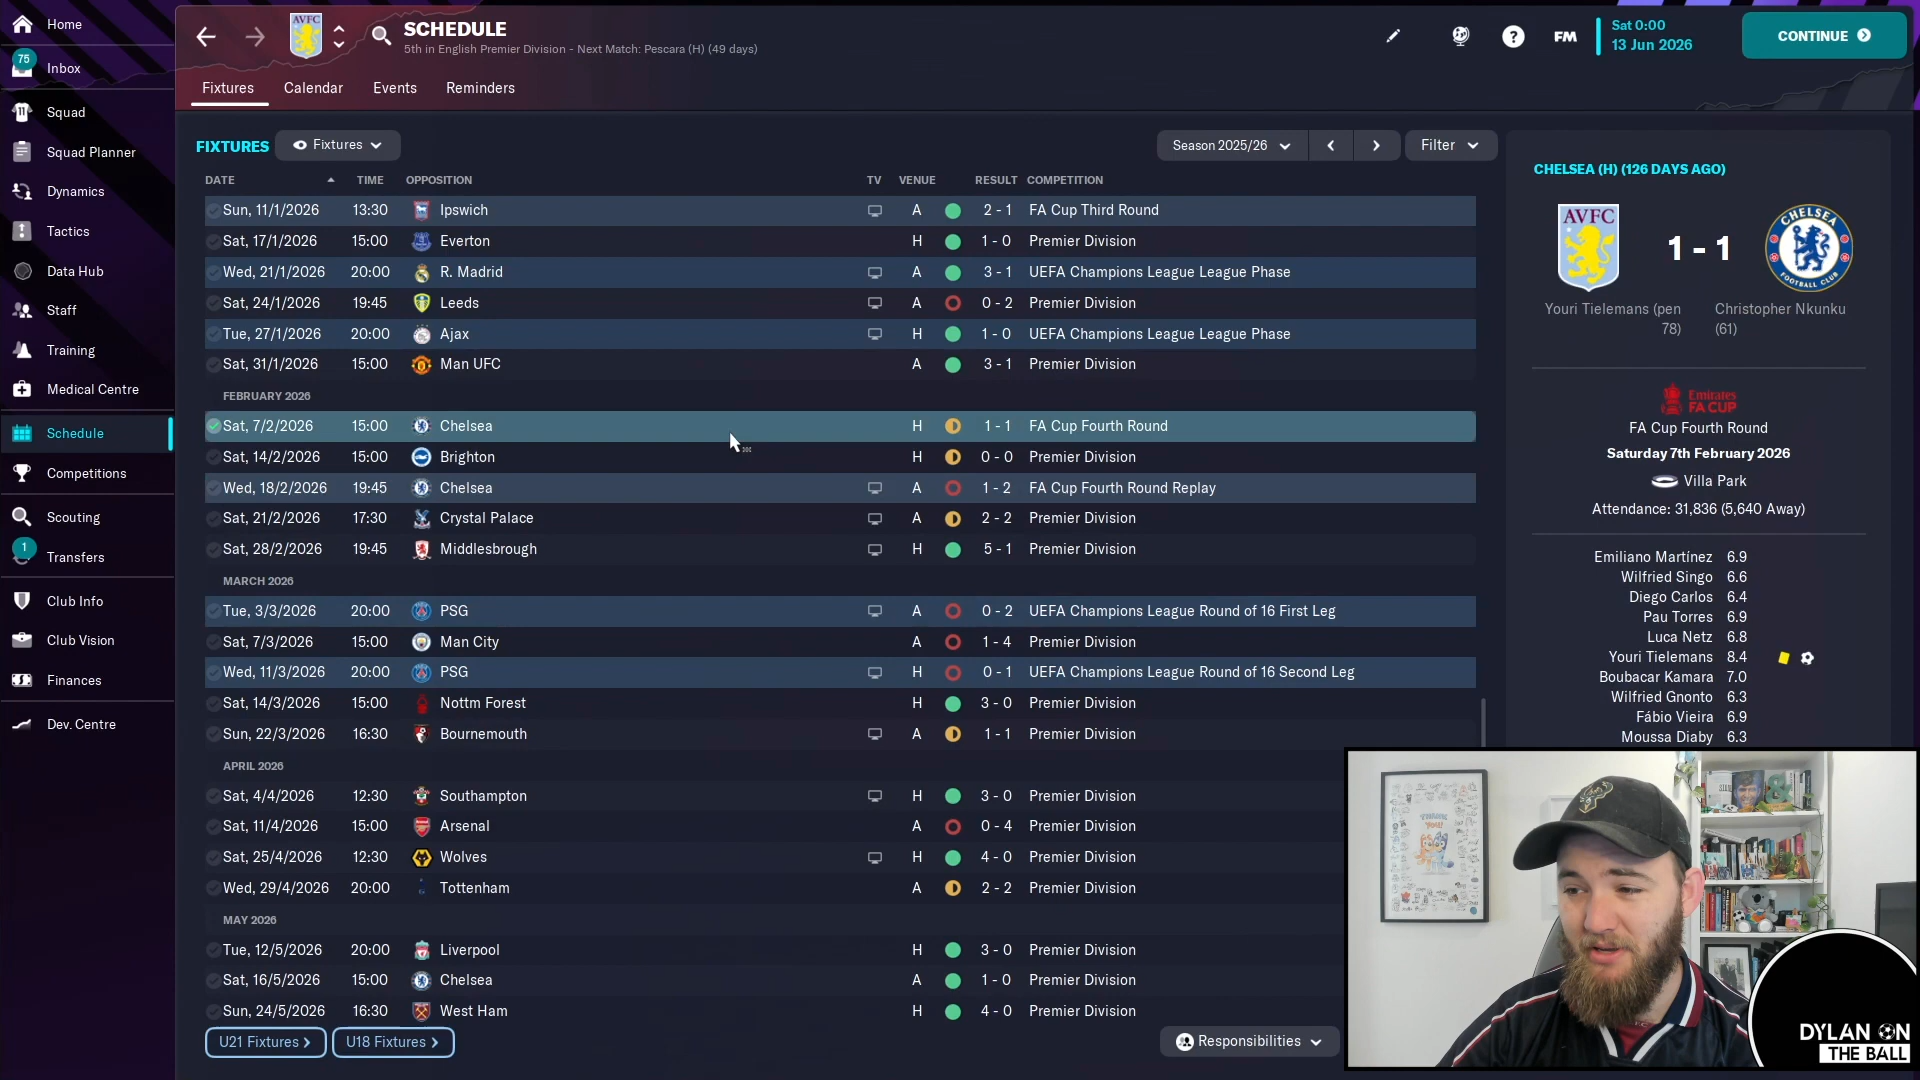 Home
75
Inbox
Squad
Squad Planner
Dynamics
Tactics
Data Hub
Staff
Training
Medical Centre
Schedule
Competitions
Scouting
1
Transfers
Club Info
Club Vision
Finances
Dev. Centre
AVFC
SCHEDULE
5th in English Premier Division - Next Match: Pescara (H) (49 days)
? FM
Sat 0:00
13 Jun 2026
CONTINUE
Fixtures Calendar Events Reminders
FIXTURES Fixtures Season 2025/26 Filter
DATE TIME OPPOSITION TV VENUE RESULT COMPETITION
Sun, 11/1/2026 13:30 Ipswich A 2 - 1 FA Cup Third Round
Sat, 17/1/2026 15:00 Everton H 1 - 0 Premier Division
Wed, 21/1/2026 20:00 R. Madrid A 3 - 1 UEFA Champions League League Phase
Sat, 24/1/2026 19:45 Leeds A 0 - 2 Premier Division
Tue, 27/1/2026 20:00 Ajax H 1 - 0 UEFA Champions League League Phase
Sat, 31/1/2026 15:00 Man UFC A 3 - 1 Premier Division
FEBRUARY 2026
Sat, 7/2/2026 15:00 Chelsea H 1 - 1 FA Cup Fourth Round
Sat, 14/2/2026 15:00 Brighton H 0 - 0 Premier Division
Wed, 18/2/2026 19:45 Chelsea A 1 - 2 FA Cup Fourth Round Replay
Sat, 21/2/2026 17:30 Crystal Palace A 2 - 2 Premier Division
Sat, 28/2/2026 19:45 Middlesbrough H 5 - 1 Premier Division
MARCH 2026
Tue, 3/3/2026 20:00 PSG A 0 - 2 UEFA Champions League Round of 16 First Leg
Sat, 7/3/2026 15:00 Man City A 1 - 4 Premier Division
Wed, 11/3/2026 20:00 PSG H 0 - 1 UEFA Champions League Round of 16 Second Leg
Sat, 14/3/2026 15:00 Nottm Forest H 3 - 0 Premier Division
Sun, 22/3/2026 16:30 Bournemouth A 1 - 1 Premier Division
APRIL 2026
Sat, 4/4/2026 12:30 Southampton H 3 - 0 Premier Division
Sat, 11/4/2026 15:00 Arsenal A 0 - 4 Premier Division
Sat, 25/4/2026 12:30 Wolves H 4 - 0 Premier Division
Wed, 29/4/2026 20:00 Tottenham A 2 - 2 Premier Division
MAY 2026
Tue, 12/5/2026 20:00 Liverpool H 3 - 0 Premier Division
Sat, 16/5/2026 15:00 Chelsea A 1 - 0 Premier Division
Sun, 24/5/2026 16:30 West Ham H 4 - 0 Premier Division
U21 Fixtures U18 Fixtures Responsibilities
CHELSEA (H) (126 DAYS AGO)
AVFC 1 - 1 CHELSEA FOOTBALL CLUB
Youri Tielemans (pen 78)
Christopher Nkunku (61)
Emirates
FA CUP
FA Cup Fourth Round
Saturday 7th February 2026
Villa Park
Attendance: 31,836 (5,640 Away)
Emiliano Martínez 6.9
Wilfried Singo 6.6
Diego Carlos 6.4
Pau Torres 6.9
Luca Netz 6.8
Youri Tielemans 8.4
Boubacar Kamara 7.0
Wilfried Gnonto 6.3
Fábio Vieira 6.9
Moussa Diaby 6.3
THANK YOU!
DYLAN ON
THE BALL